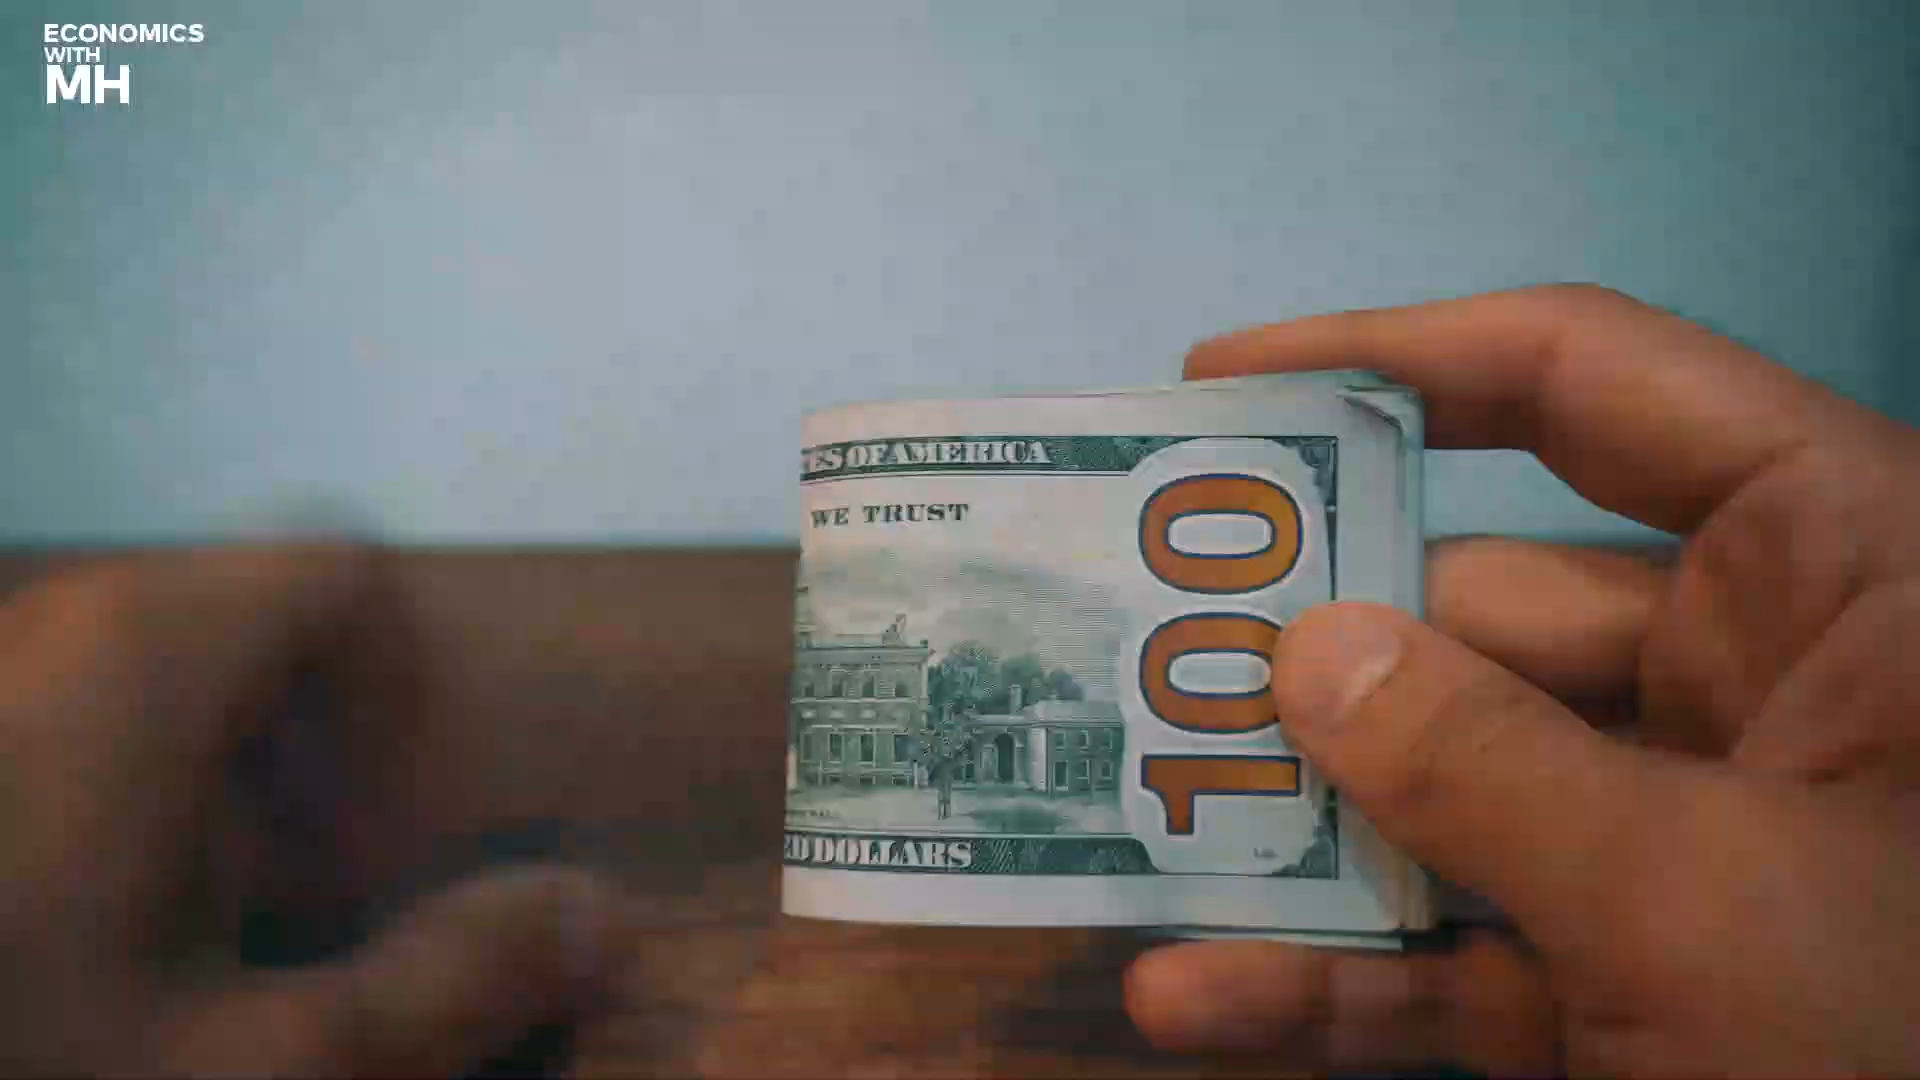 ECONOMICS
WITH
MH
ES OF AMERICA
WE TRUST
100
D DOLLARS